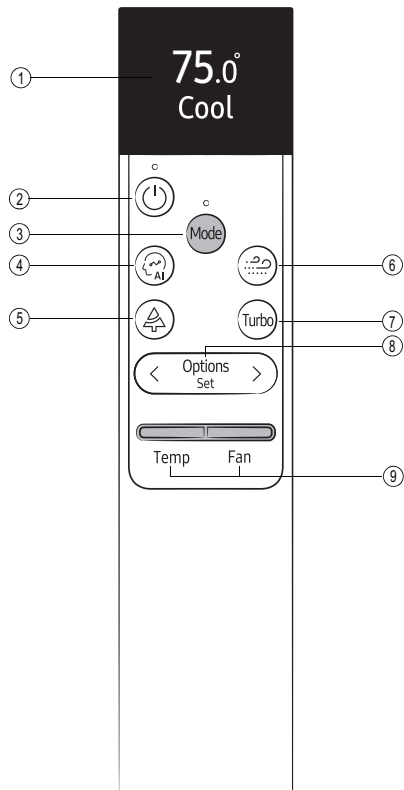 75.0°
Cool
①
②
③
Mode
④
AI
⑥
⑤
Turbo
⑦
⑧
< Options >
Set
Temp Fan
⑨